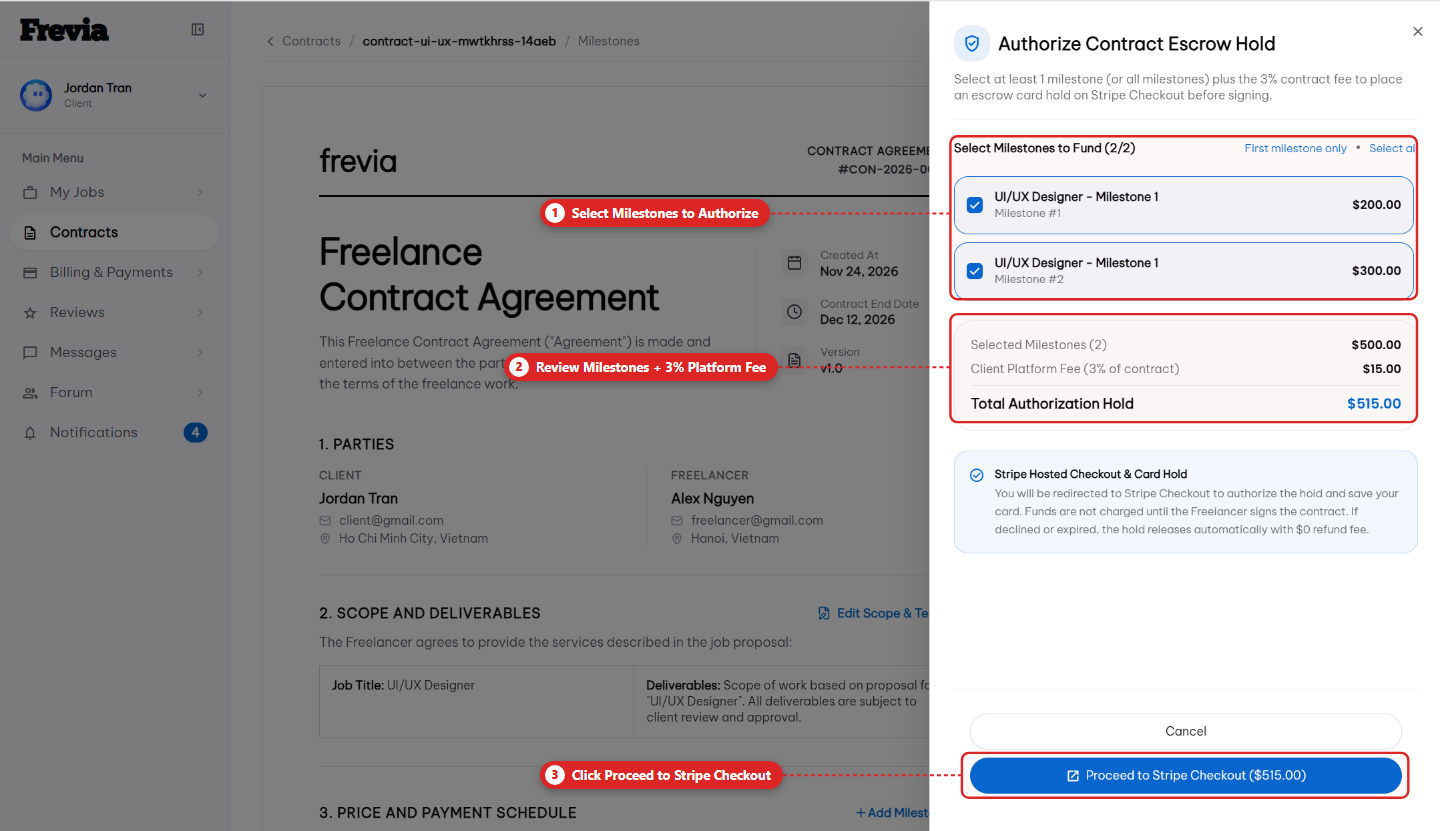 Frevia
Jordan Tran
Client
Main Menu
My Jobs
Contracts
Billing & Payments
Reviews
Messages
Forum
Notifications
4
Contracts / contract-ui-ux-mwtkhrss-14aeb / Milestones
frevia
CONTRACT AGREEME
#CON-2026-0
Freelance
Contract Agreement
This Freelance Contract Agreement ("Agreement") is made and
entered into between the part
the terms of the freelance work.
Created At
Nov 24, 2026
Contract End Date
Dec 12, 2026
Version
v1.0
1 Select Milestones to Authorize
2 Review Milestones + 3% Platform Fee
1. PARTIES
CLIENT
Jordan Tran
client@gmail.com
Ho Chi Minh City, Vietnam
FREELANCER
Alex Nguyen
freelancer@gmail.com
Hanoi, Vietnam
2. SCOPE AND DELIVERABLES
Edit Scope & Te
The Freelancer agrees to provide the services described in the job proposal:
Job Title: UI/UX Designer
Deliverables: Scope of work based on proposal fo
"UI/UX Designer". All deliverables are subject to
client review and approval.
3 Click Proceed to Stripe Checkout
3. PRICE AND PAYMENT SCHEDULE
+ Add Milest
Authorize Contract Escrow Hold
Select at least 1 milestone (or all milestones) plus the 3% contract fee to place
an escrow card hold on Stripe Checkout before signing.
Select Milestones to Fund (2/2)
First milestone only • Select al
UI/UX Designer - Milestone 1
Milestone #1
$200.00
UI/UX Designer - Milestone 1
Milestone #2
$300.00
Selected Milestones (2) $500.00
Client Platform Fee (3% of contract) $15.00
Total Authorization Hold $515.00
Stripe Hosted Checkout & Card Hold
You will be redirected to Stripe Checkout to authorize the hold and save your
card. Funds are not charged until the Freelancer signs the contract. If
declined or expired, the hold releases automatically with $0 refund fee.
Cancel
Proceed to Stripe Checkout ($515.00)